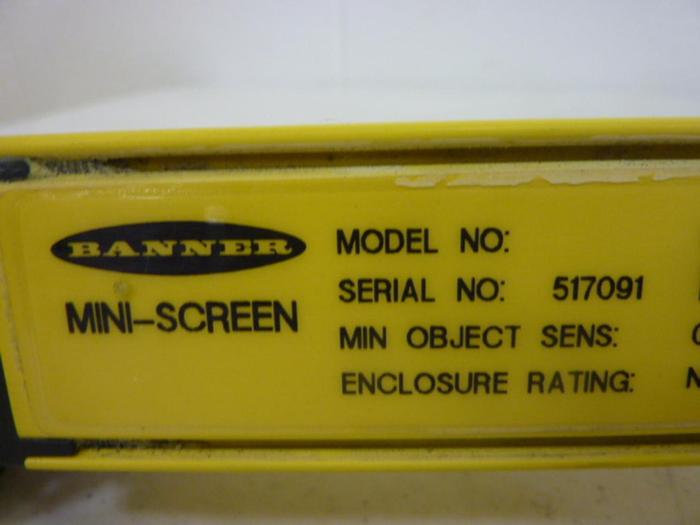 BANNER
MINI-SCREEN
MODEL NO:
SERIAL NO: 517091
MIN OBJECT SENS:
ENCLOSURE RATING: N